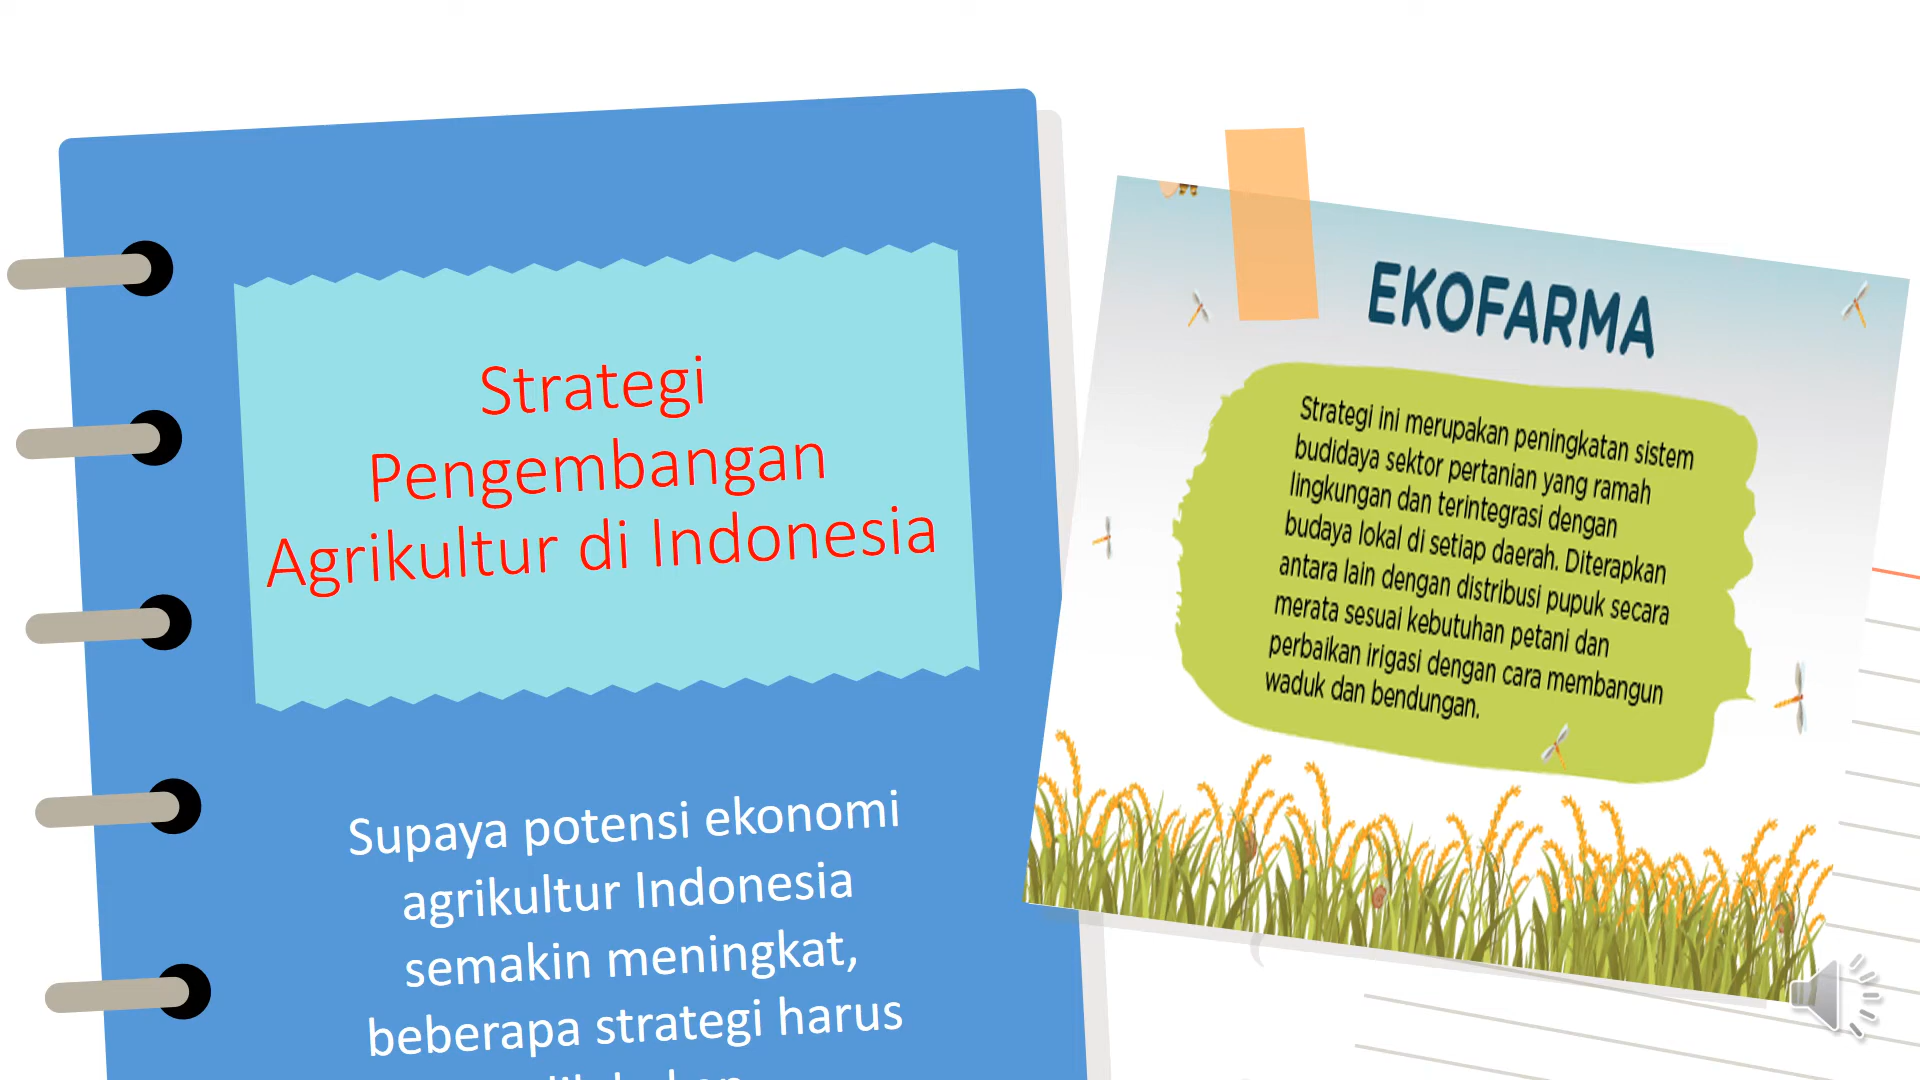 Strategi
Pengembangan
Agrikultur di Indonesia
Supaya potensi ekonomi
agrikultur Indonesia
semakin meningkat,
beberapa strategi harus
EKOFARMA
Strategi ini merupakan peningkatan sistem
budidaya sektor pertanian yang ramah
lingkungan dan terintegrasi dengan
budaya lokal di setiap daerah. Diterapkan
antara lain dengan distribusi pupuk secara
merata sesuai kebutuhan petani dan
perbaikan irigasi dengan cara membangun
waduk dan bendungan.